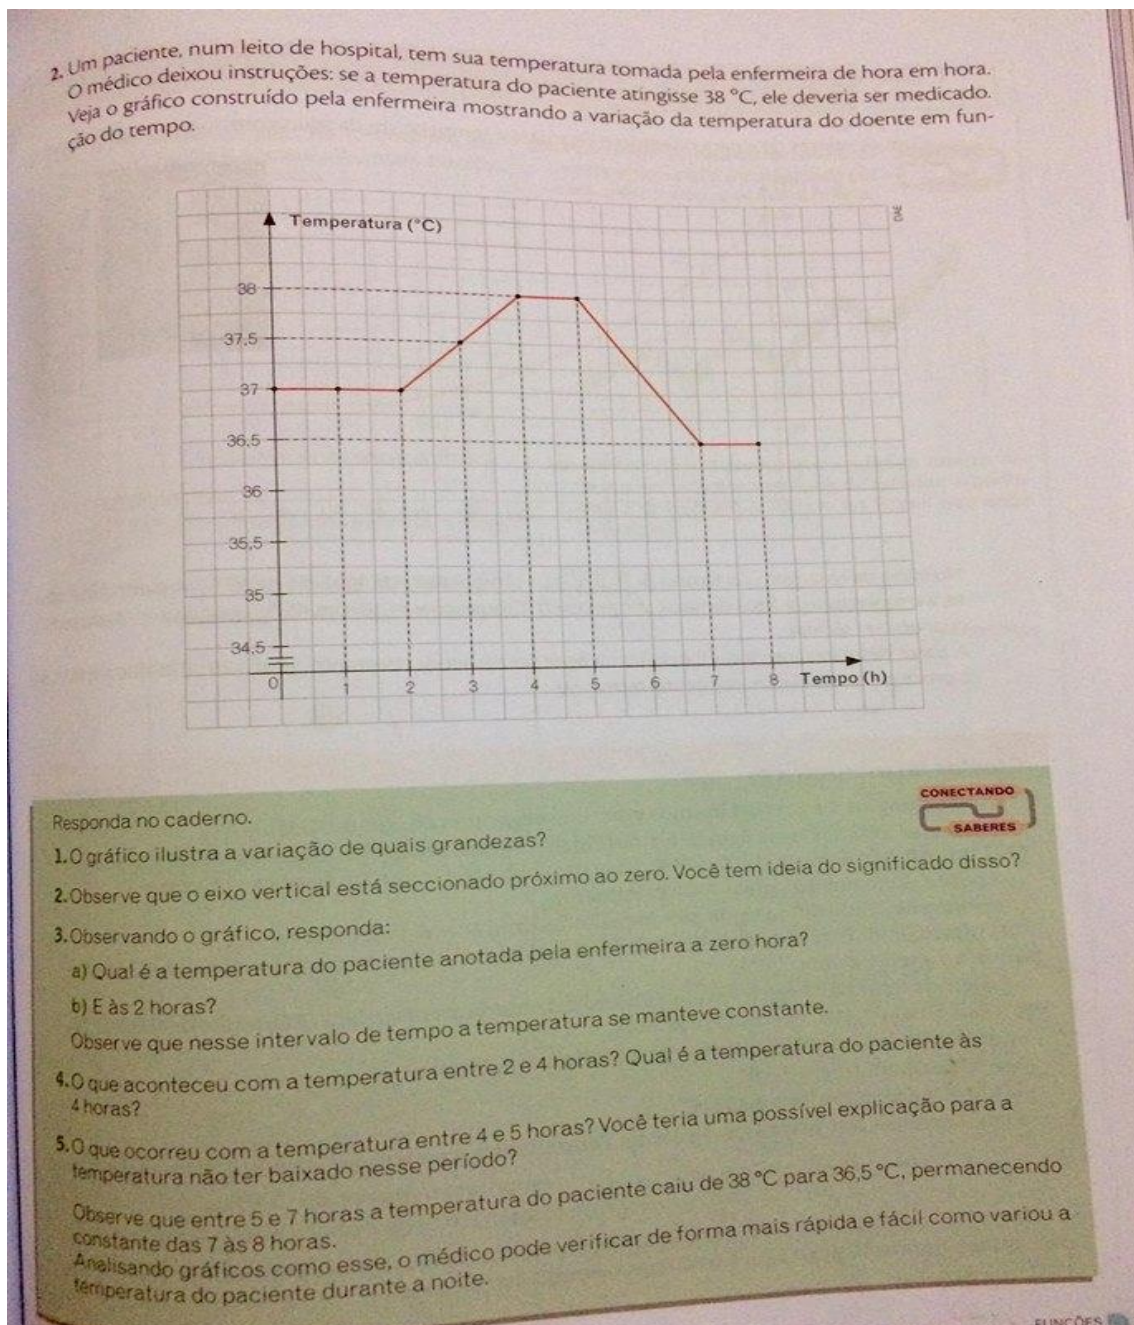 2. Um paciente, num leito de hospital, tem sua temperatura tomada pela enfermeira de hora em hora.
O médico deixou instruções: se a temperatura do paciente atingisse 38 °C, ele deveria ser medicado.
Veja o gráfico construído pela enfermeira mostrando a variação da temperatura do doente em fun-
ção do tempo.
DAE
Temperatura (°C)
38
37,5
37
36,5
36
35,5
35
34,5
0 1 2 3 4 5 6 7 8 Tempo (h)
CONECTANDO
SABERES
Responda no caderno.
1. O gráfico ilustra a variação de quais grandezas?
2. Observe que o eixo vertical está seccionado próximo ao zero. Você tem ideia do significado disso?
3. Observando o gráfico, responda:
a) Qual é a temperatura do paciente anotada pela enfermeira a zero hora?
b) E às 2 horas?
Observe que nesse intervalo de tempo a temperatura se manteve constante.
4. O que aconteceu com a temperatura entre 2 e 4 horas? Qual é a temperatura do paciente às
4 horas?
5. O que ocorreu com a temperatura entre 4 e 5 horas? Você teria uma possível explicação para a
temperatura não ter baixado nesse período?
Observe que entre 5 e 7 horas a temperatura do paciente caiu de 38 °C para 36,5 °C, permanecendo
constante das 7 às 8 horas.
Analisando gráficos como esse, o médico pode verificar de forma mais rápida e fácil como variou a
temperatura do paciente durante a noite.
FUNÇÕES